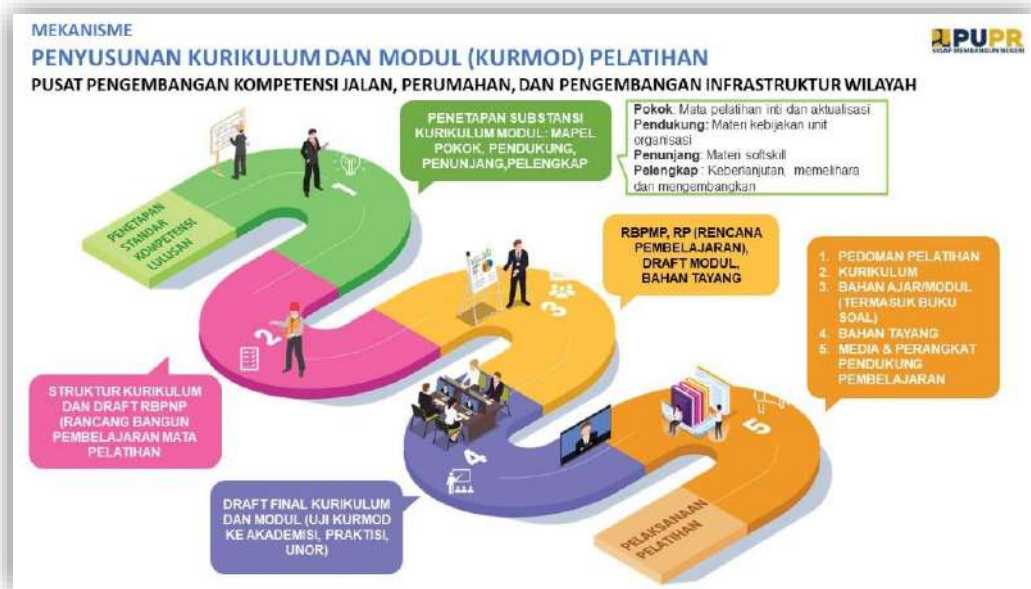 MEKANISME
PENYUSUNAN KURIKULUM DAN MODUL (KURMOD) PELATIHAN
PUSAT PENGEMBANGAN KOMPETENSI JALAN, PERUMAHAN, DAN PENGEMBANGAN INFRASTRUKTUR WILAYAH
PUPR
SIGAP MEMBANGUN NEGERI
PENETAPAN
STANDAR
KOMPETENSI
LULUSAN
1
PENETAPAN SUBSTANSI
KURIKULUM MODUL: MAPEL
POKOK, PENDUKUNG,
PENUNJANG,PELENGKAP
Pokok: Mata pelatihan inti dan aktualisasi
Pendukung: Materi kebijakan unit
organisasi
Penunjang: Materi softskill
Pelengkap : Keberlanjutan, memelihara
dan mengembangkan
2
STRUKTUR KURIKULUM
DAN DRAFT RBPNP
(RANCANG BANGUN
PEMBELAJARAN MATA
PELATIHAN
3
RBPMP, RP (RENCANA
PEMBELAJARAN),
DRAFT MODUL,
BAHAN TAYANG
4
DRAFT FINAL KURIKULUM
DAN MODUL (UJI KURMOD
KE AKADEMISI, PRAKTISI,
UNOR)
5
1. PEDOMAN PELATIHAN
2. KURIKULUM
3. BAHAN AJAR/MODUL
(TERMASUK BUKU
SOAL)
4. BAHAN TAYANG
5. MEDIA & PERANGKAT
PENDUKUNG
PEMBELAJARAN
PELAKSANAAN
PELATIHAN